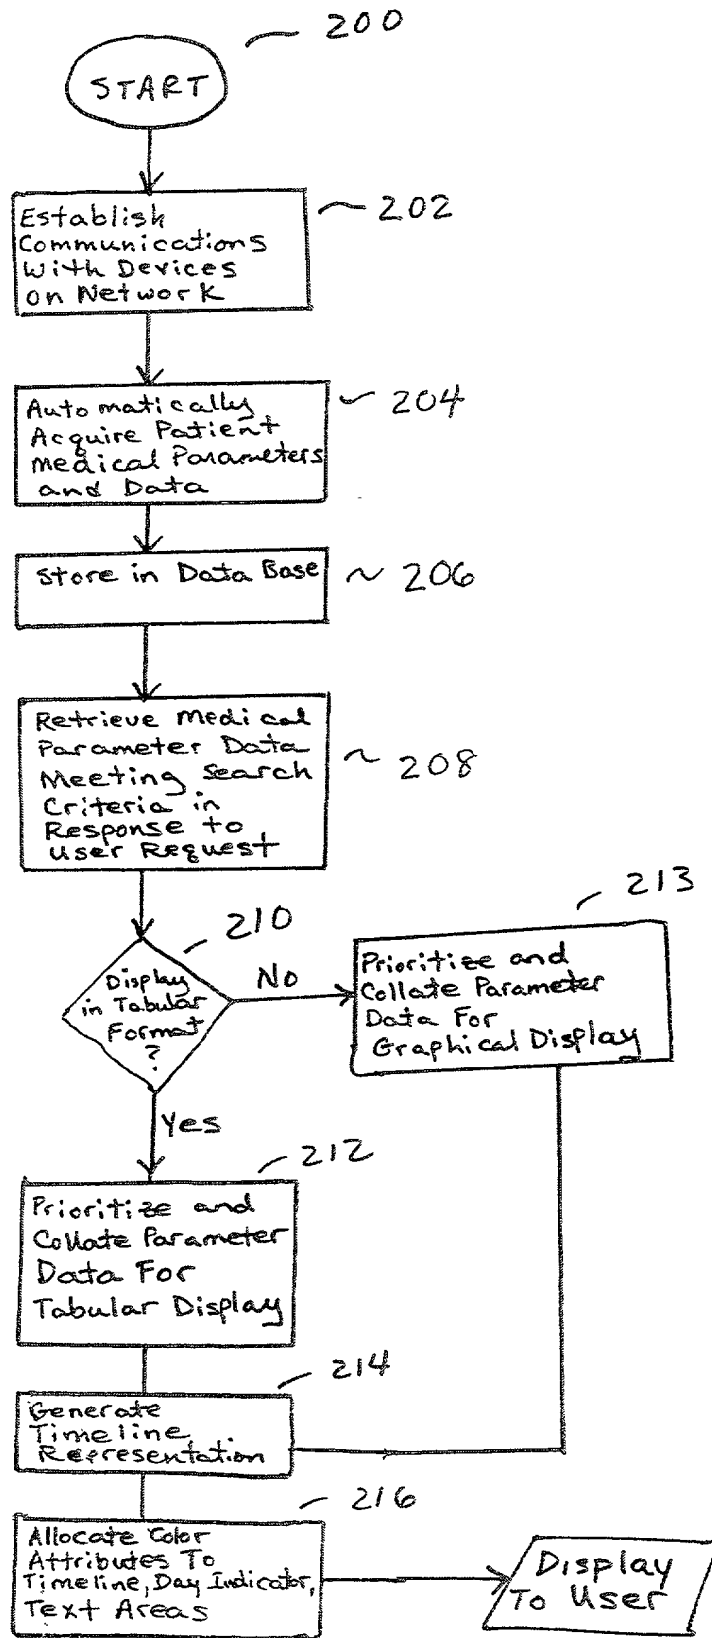 200
START
202
Establish
Communications
With Devices
on Network
204
Automatically
Acquire Patient
Medical Parameters
and Data
Store in Data Base
206
Retrieve Medical
Parameter Data
Meeting Search
Criteria in
Response to
User Request
208
210
Display
in Tabular
Format
?
No
213
Prioritize and
Collate Parameter
Data For
Graphical Display
Yes
212
Prioritize and
Collate Parameter
Data For
Tabular Display
214
Generate
Timeline
Representation
216
Allocate Color
Attributes To
Timeline, Day Indicator,
Text Areas
Display
To User